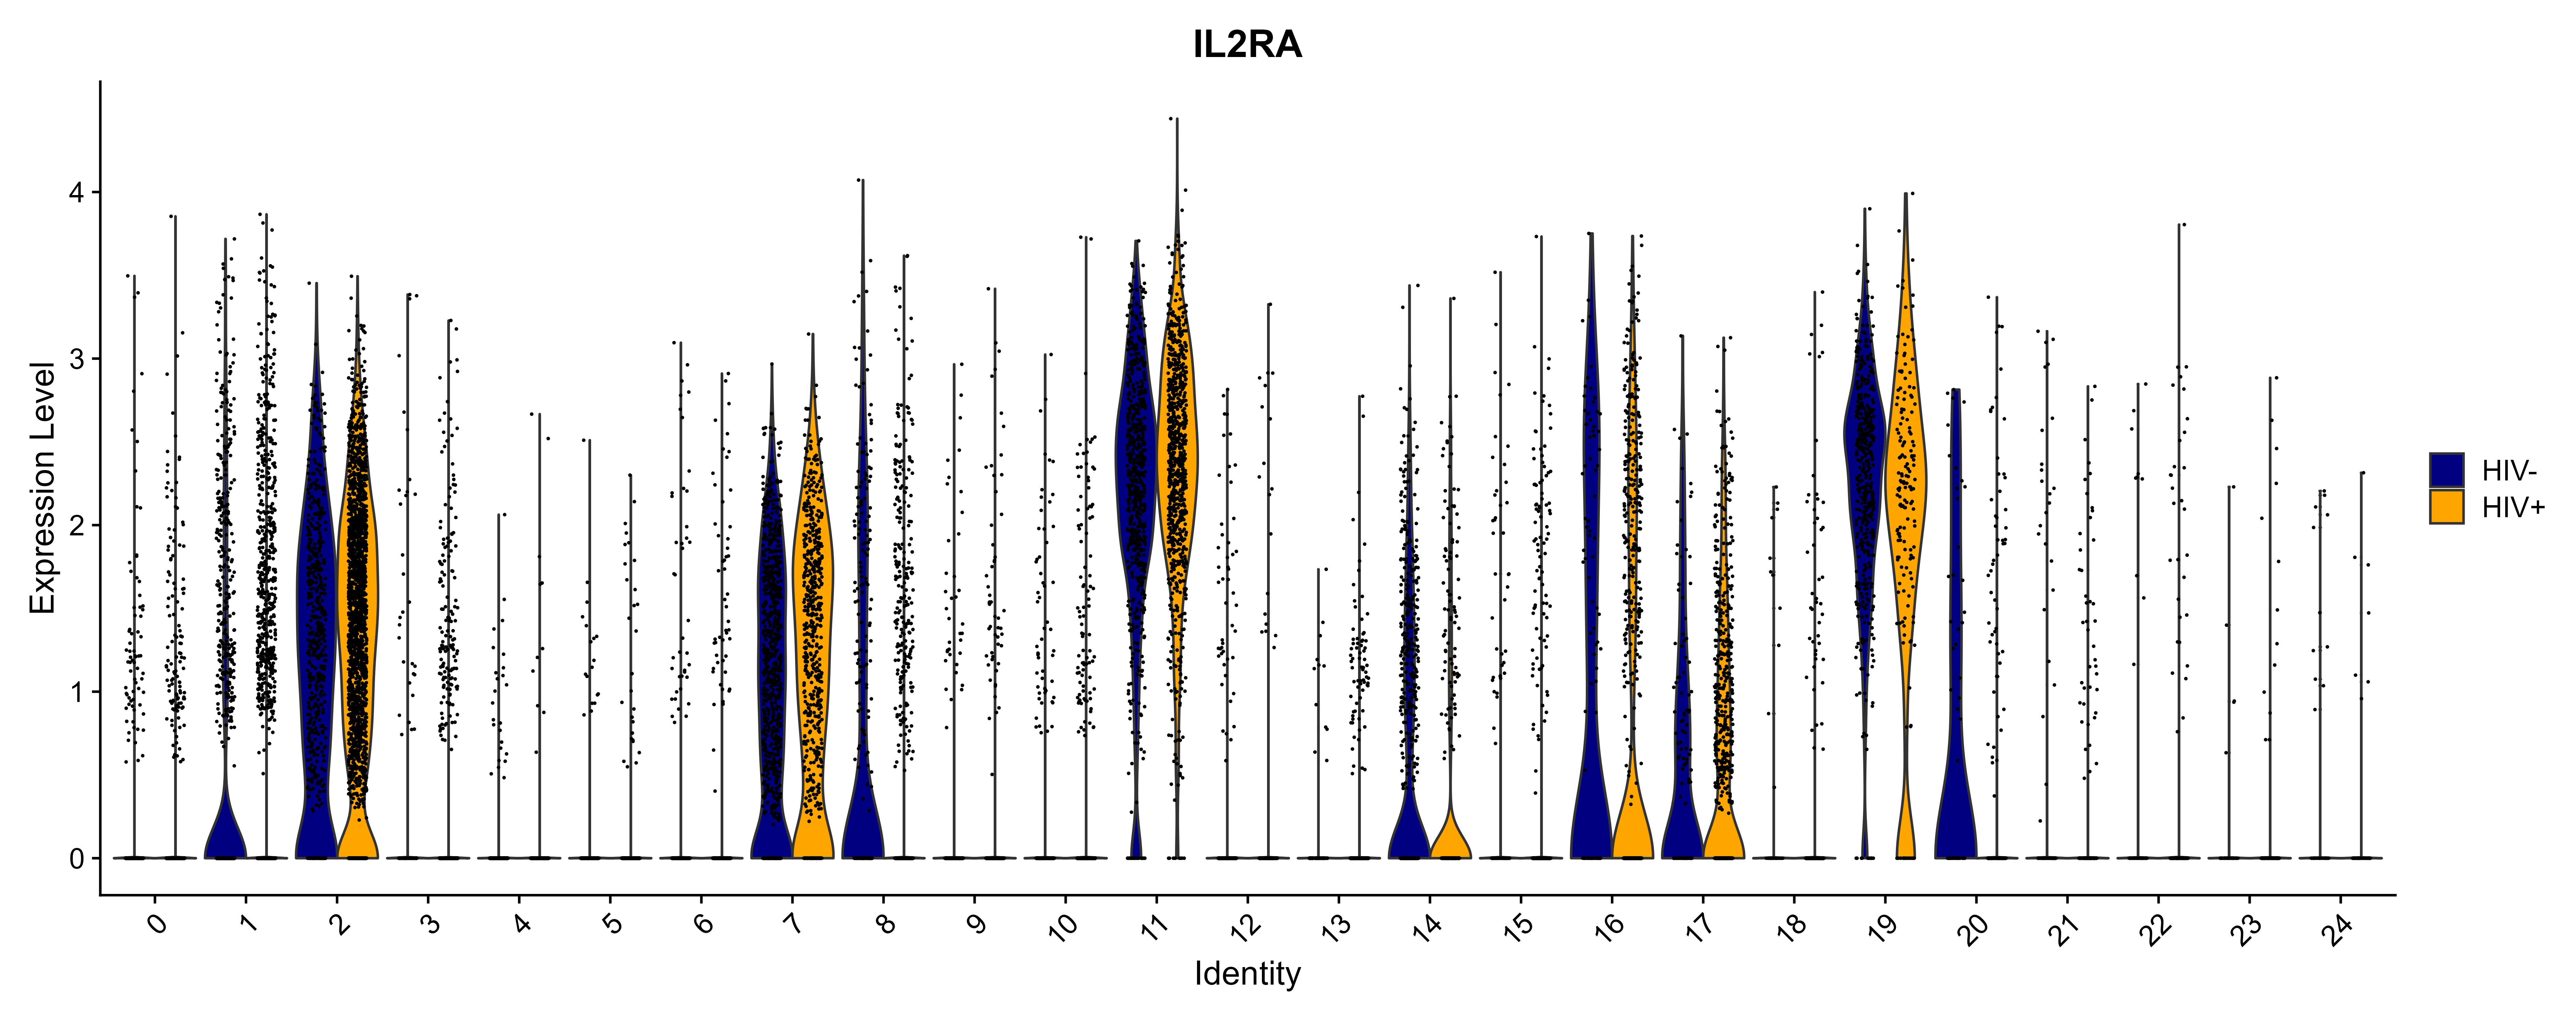 IL2RA
Expression Level
4
3
2
1
0
0 1 2 3 4 5 6 7 8 9 10 11 12 13 14 15 16 17 18 19 20 21 22 23 24
Identity
HIV-
HIV+